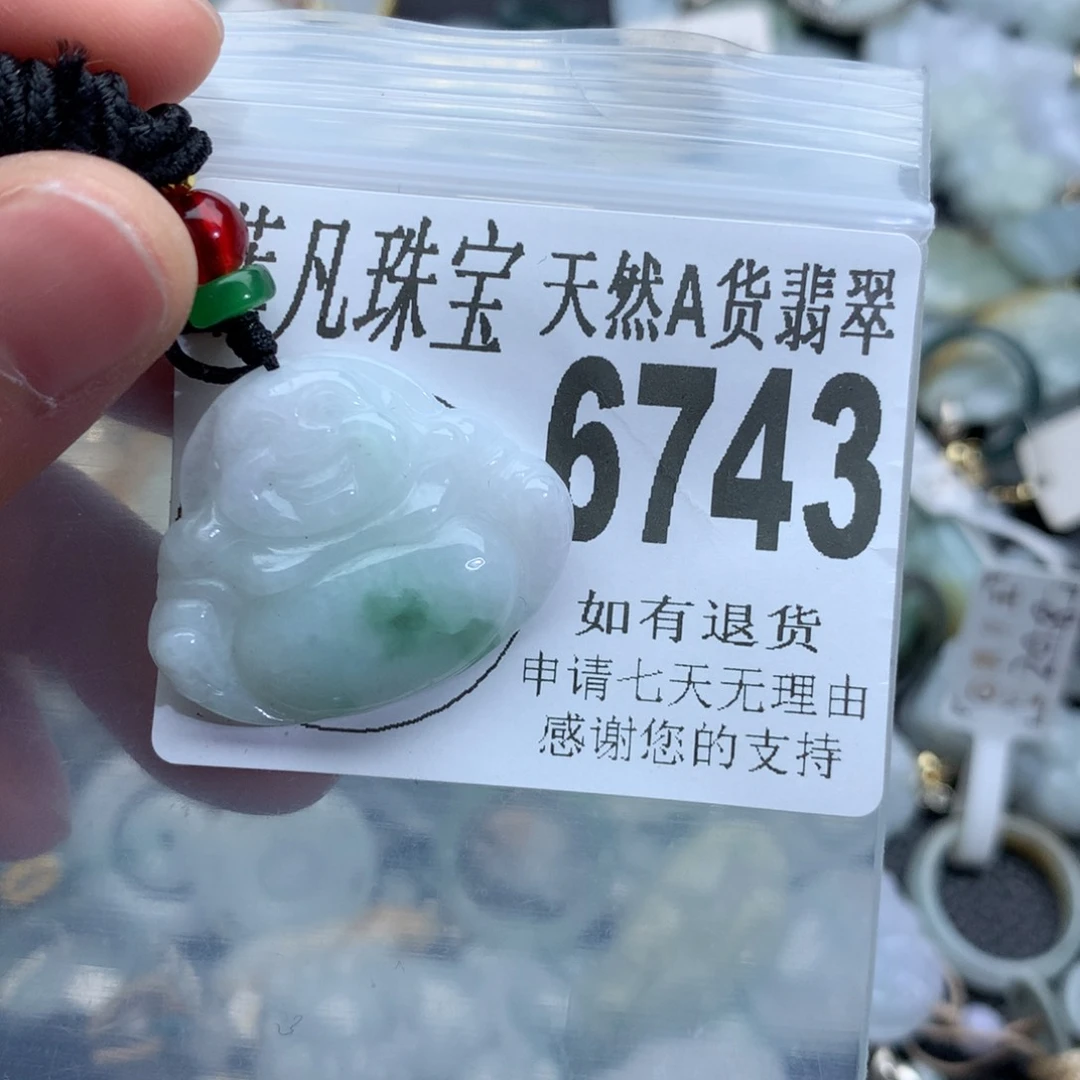 凡珠宝 天然A货翡翠
6743
如有退货
申请七天无理由
感谢您的支持